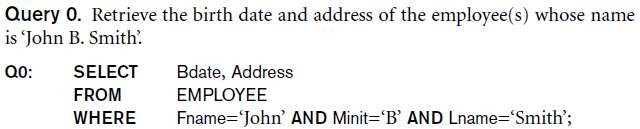 Query 0. Retrieve the birth date and address of the employee(s) whose name
is ‘John B. Smith’.
Q0: SELECT Bdate, Address
FROM EMPLOYEE
WHERE Fname=‘John’ AND Minit=‘B’ AND Lname=‘Smith’;